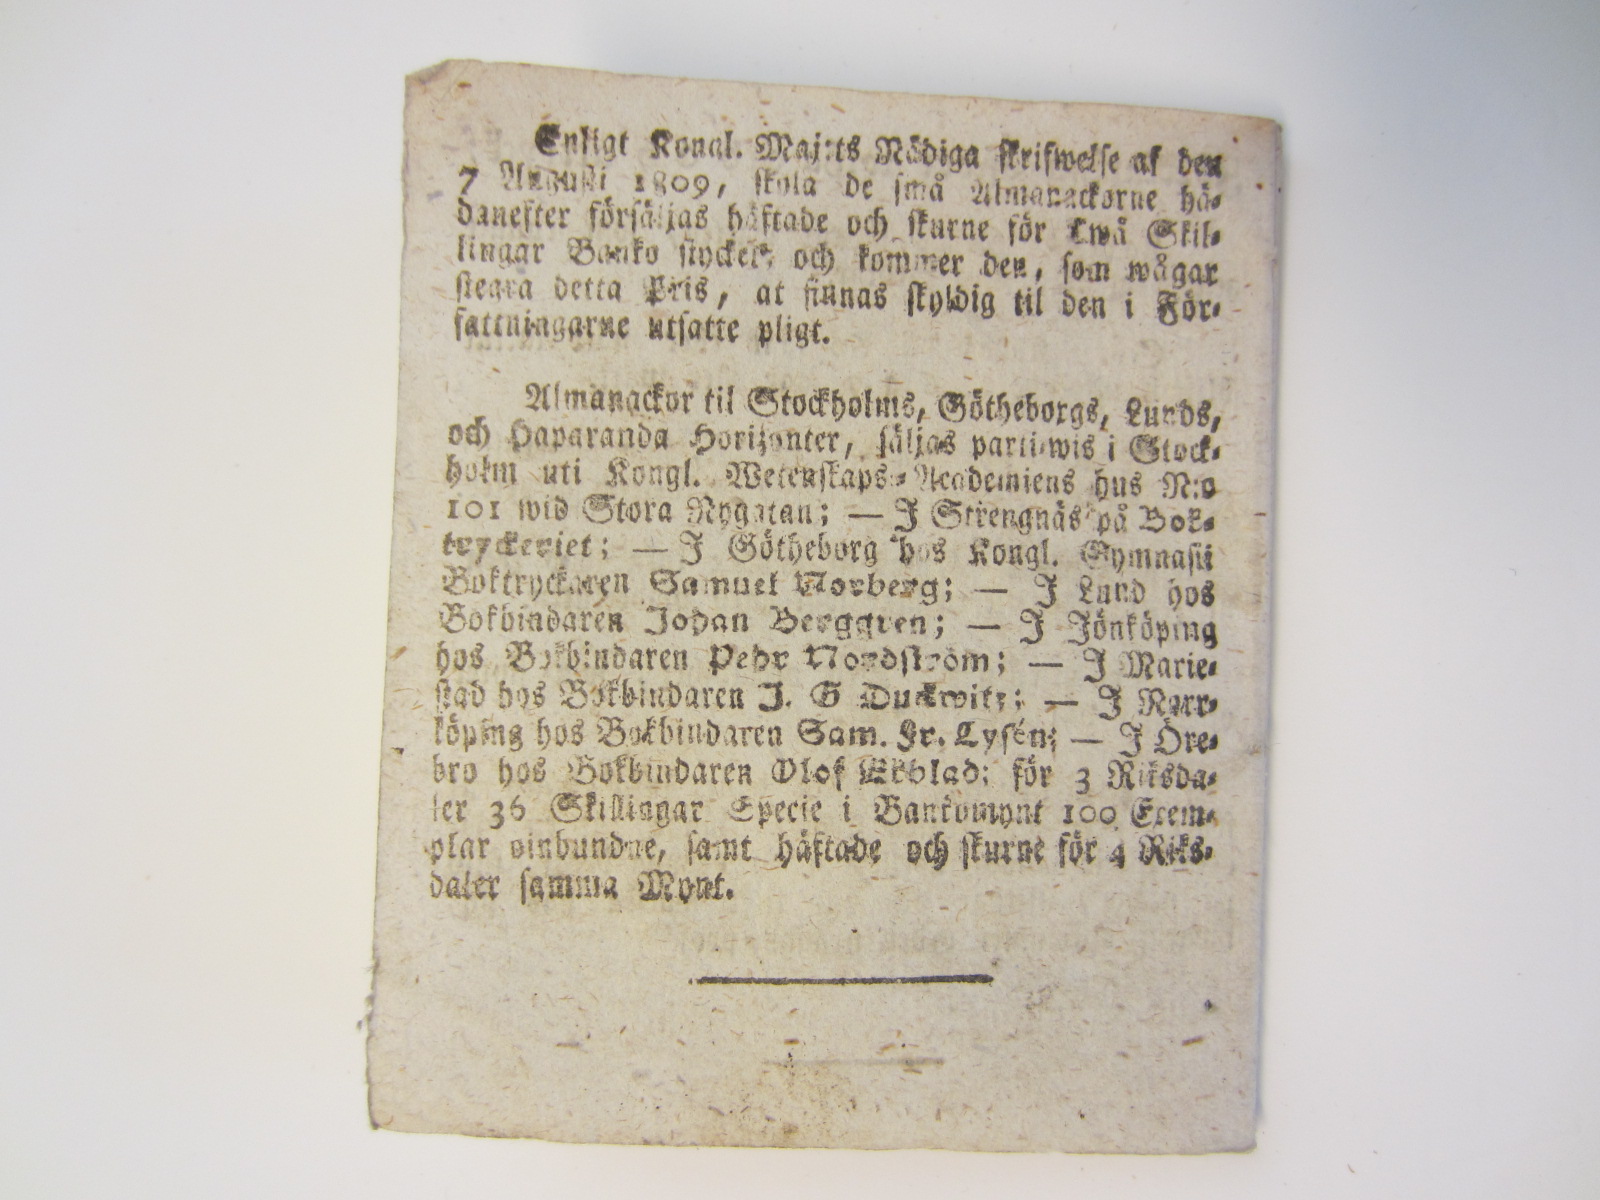 Enligt Kongl. Maj:ts Nådiga skrifwelse af den
7 Augusti 1809, skola de små Almanackorne hä-
danefter försäljas häftade och skurne för Twå Skil-
lingar Banko stycket, och kommer den, som wågar
stegra detta Pris, at finnas skyldig til den i För-
fattningarne utsatte pligt.
Almanackor til Stockholms, Götheborgs, Lunds,
och Haparanda Horizonter, säljas partiwis i Stock-
holm uti Kongl. Wetenskaps-Academiens hus N:o
101 wid Stora Nygatan; — I Strengnäs på Bok-
tryckeriet; — I Götheborg hos Kongl. Gymnasii
Boktryckaren Samuel Norberg; — I Lund hos
Bokbindaren Johan Berggren; — I Jönköping
hos Bokbindaren Pehr Nordström; — I Marie-
stad hos Bokbindaren J. G Duckwitz; — I Norr-
köping hos Bokbindaren Sam. Fr. Lysén; — I Öre-
bro hos Bokbindaren Olof; för 3 Riksda-
ler 36 Skillingar Specie i Bankomynt 100 Exem-
plar oinbundne, samt häftade och skurne för 4 Riks-
daler samma Mynt.